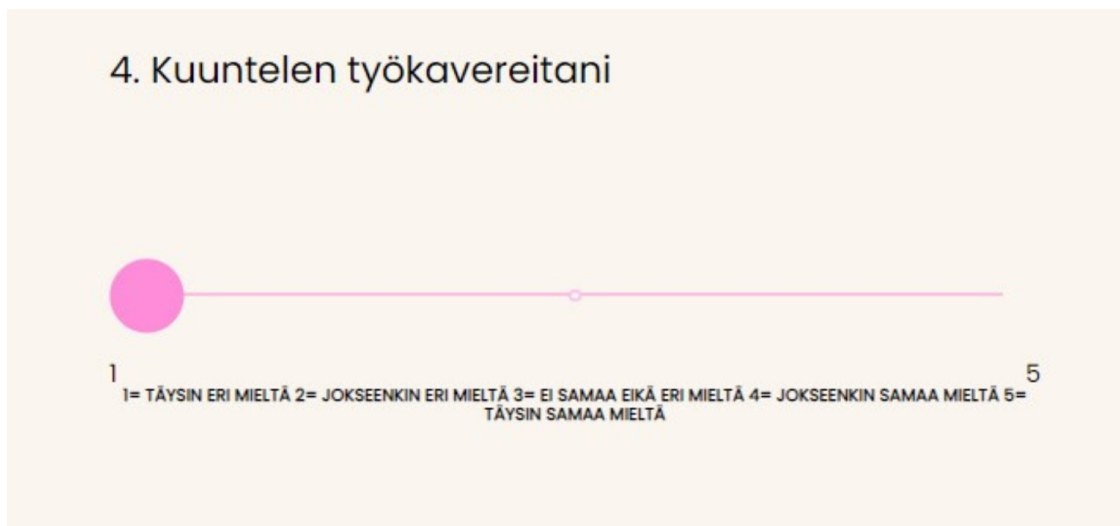 4. Kuuntelen työkavereitani
1
5
1= TÄYSIN ERI MIELTÄ 2= JOKSEENKIN ERI MIELTÄ 3= EI SAMAA EIKÄ ERI MIELTÄ 4= JOKSEENKIN SAMAA MIELTÄ 5=
TÄYSIN SAMAA MIELTÄ